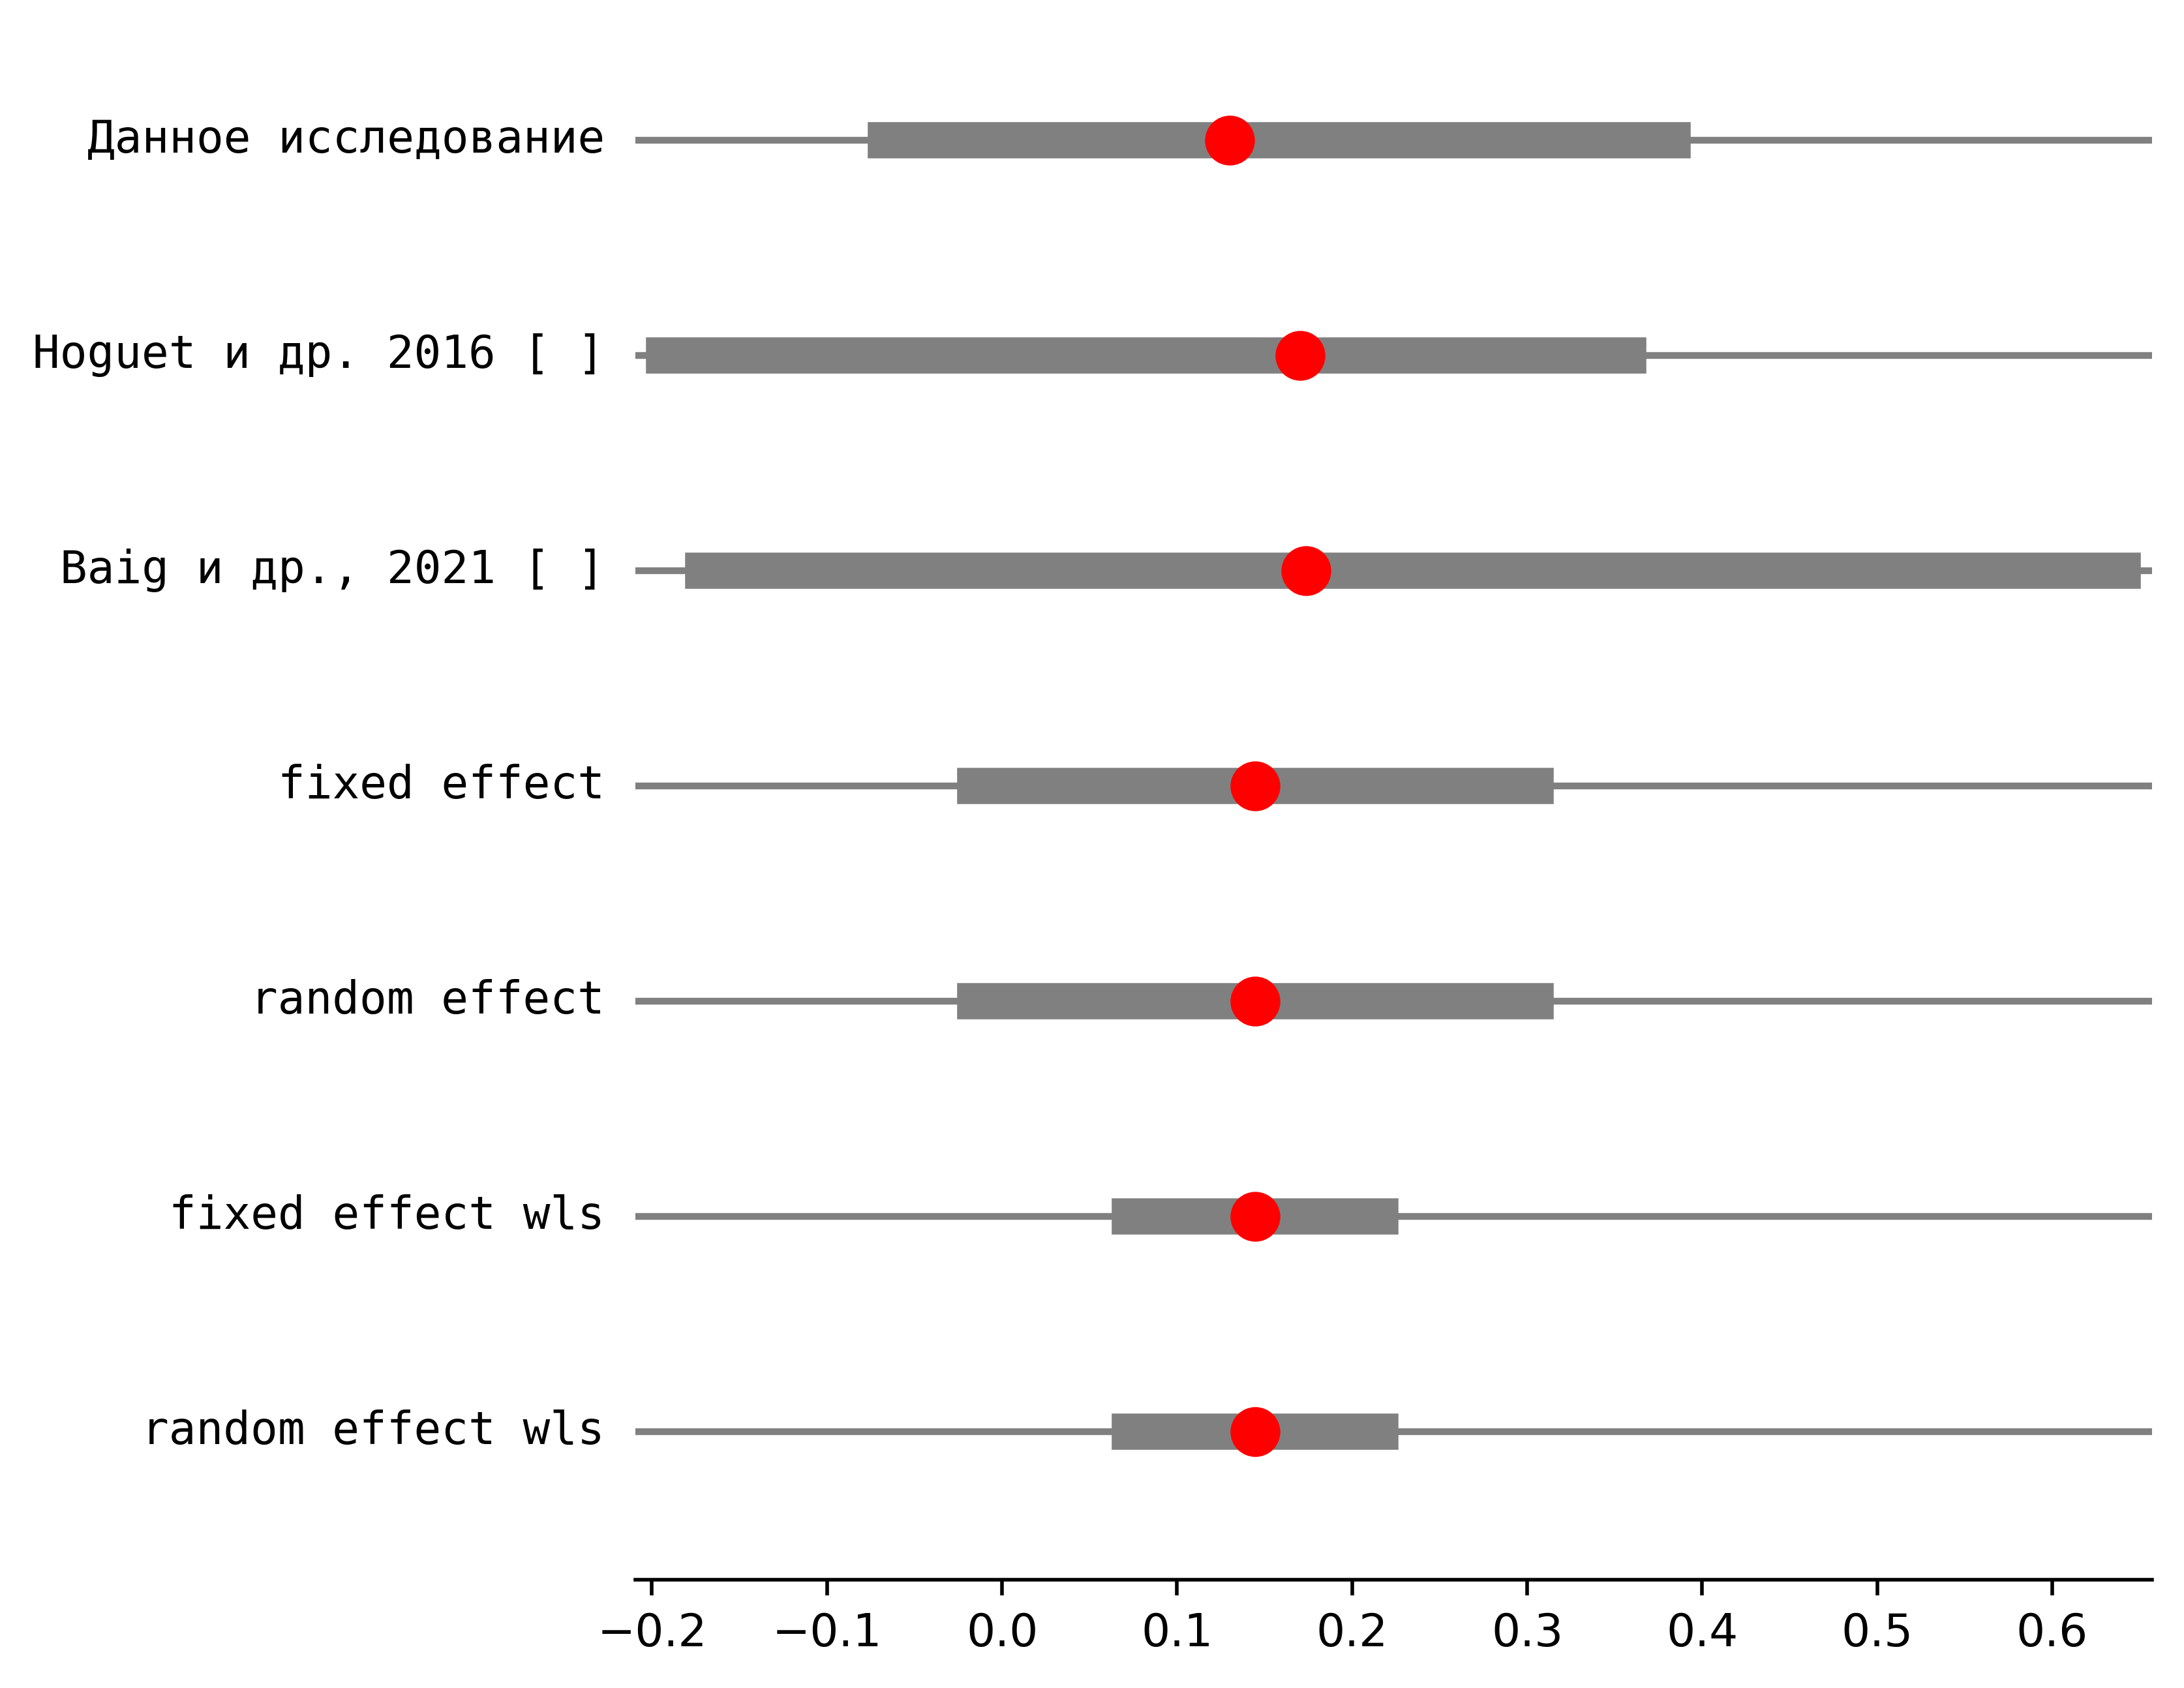 Данное исследование
Hoguet и др. 2016 [ ]
Baig и др., 2021 [ ]
fixed effect
random effect
fixed effect wls
random effect wls
−0.2 −0.1 0.0 0.1 0.2 0.3 0.4 0.5 0.6